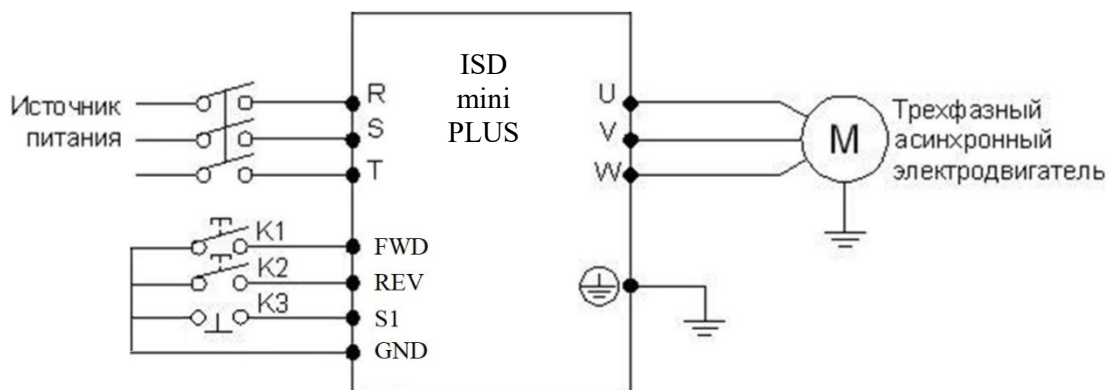 ISD
mini
PLUS
Источник
питания
R
S
T
U
V
W
M
Трехфазный
асинхронный
электродвигатель
K1
FWD
K2
REV
K3
S1
GND